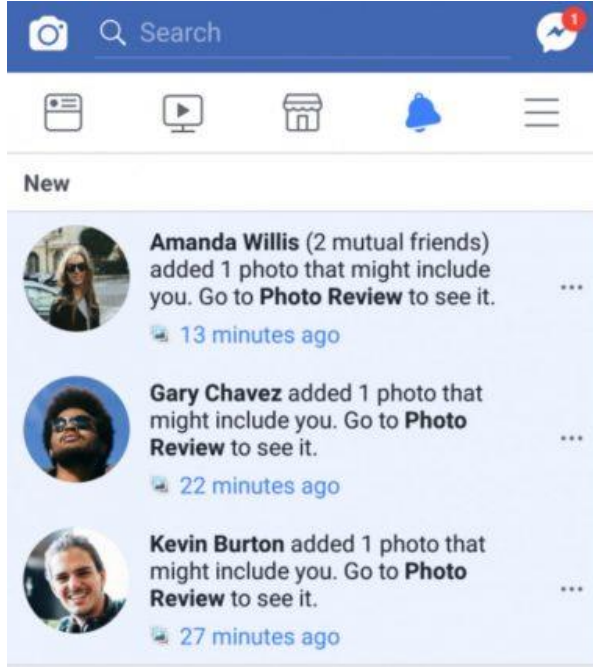 Search
1
New
Amanda Willis (2 mutual friends)
added 1 photo that might include
you. Go to Photo Review to see it.
13 minutes ago
Gary Chavez added 1 photo that
might include you. Go to Photo
Review to see it.
22 minutes ago
Kevin Burton added 1 photo that
might include you. Go to Photo
Review to see it.
27 minutes ago